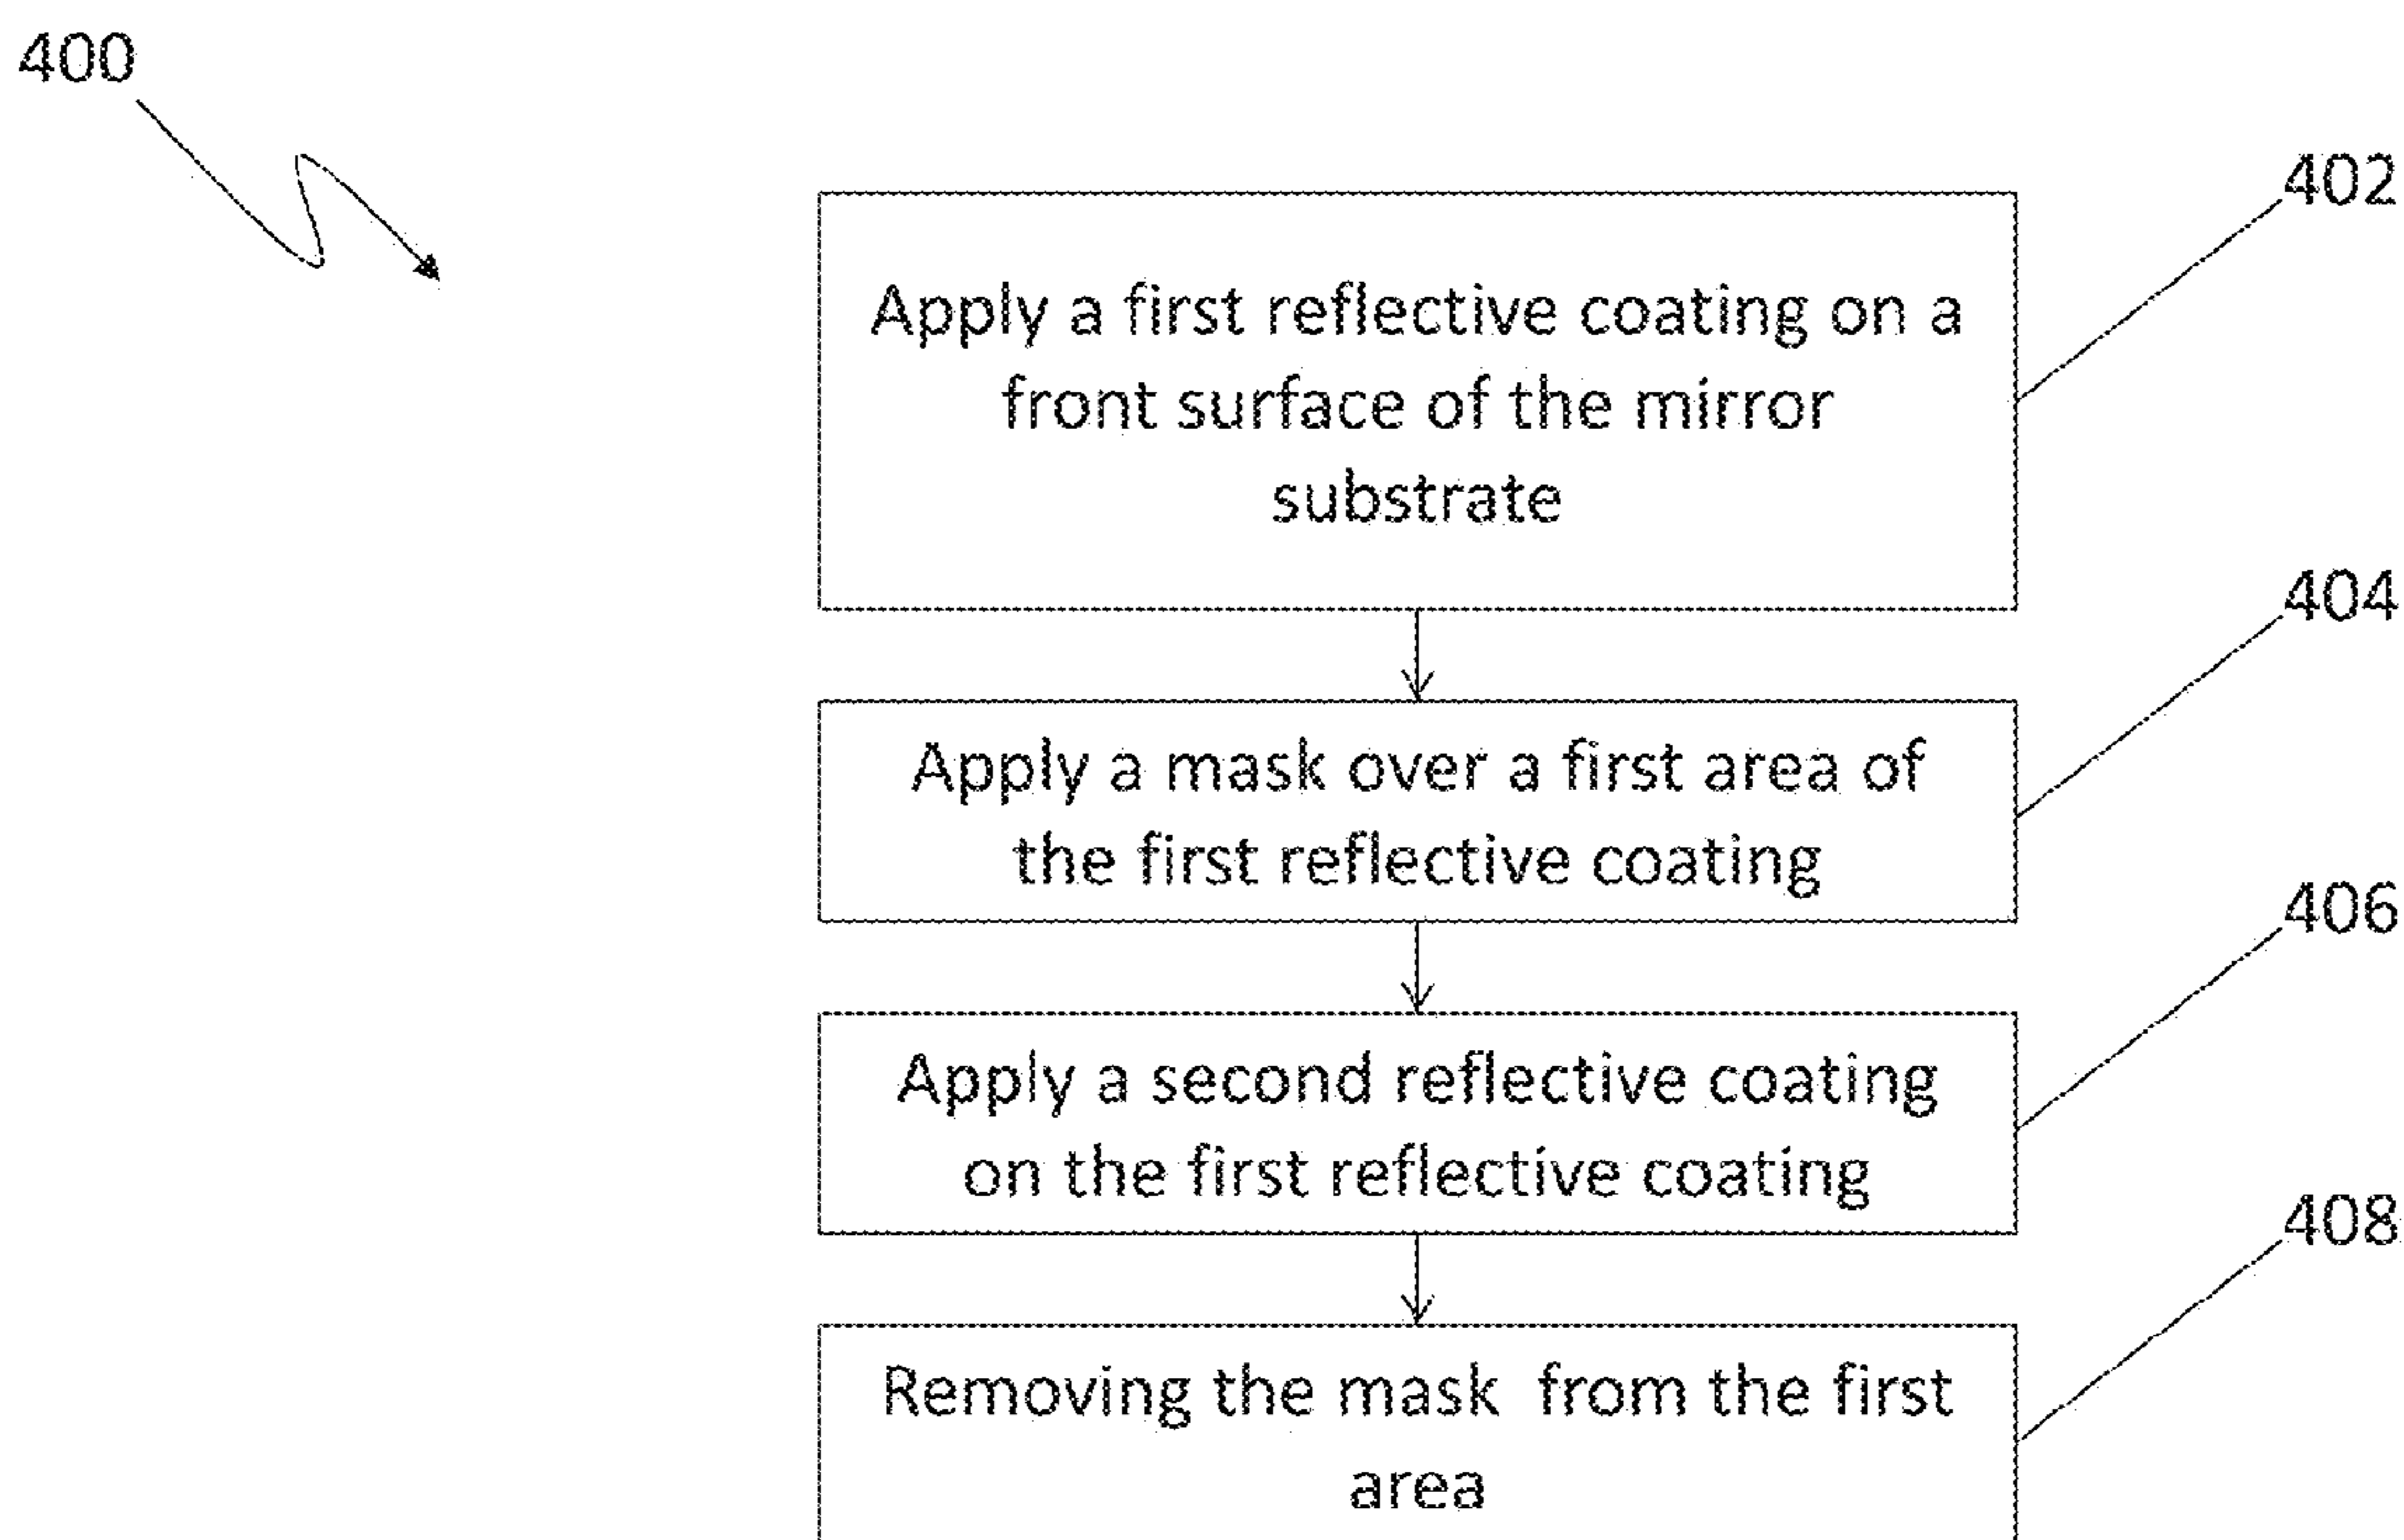 400
402
Apply a first reflective coating on a
front surface of the mirror
substrate
404
Apply a mask over a first area of
the first reflective coating
406
Apply a second reflective coating
on the first reflective coating
408
Removing the mask from the first
area